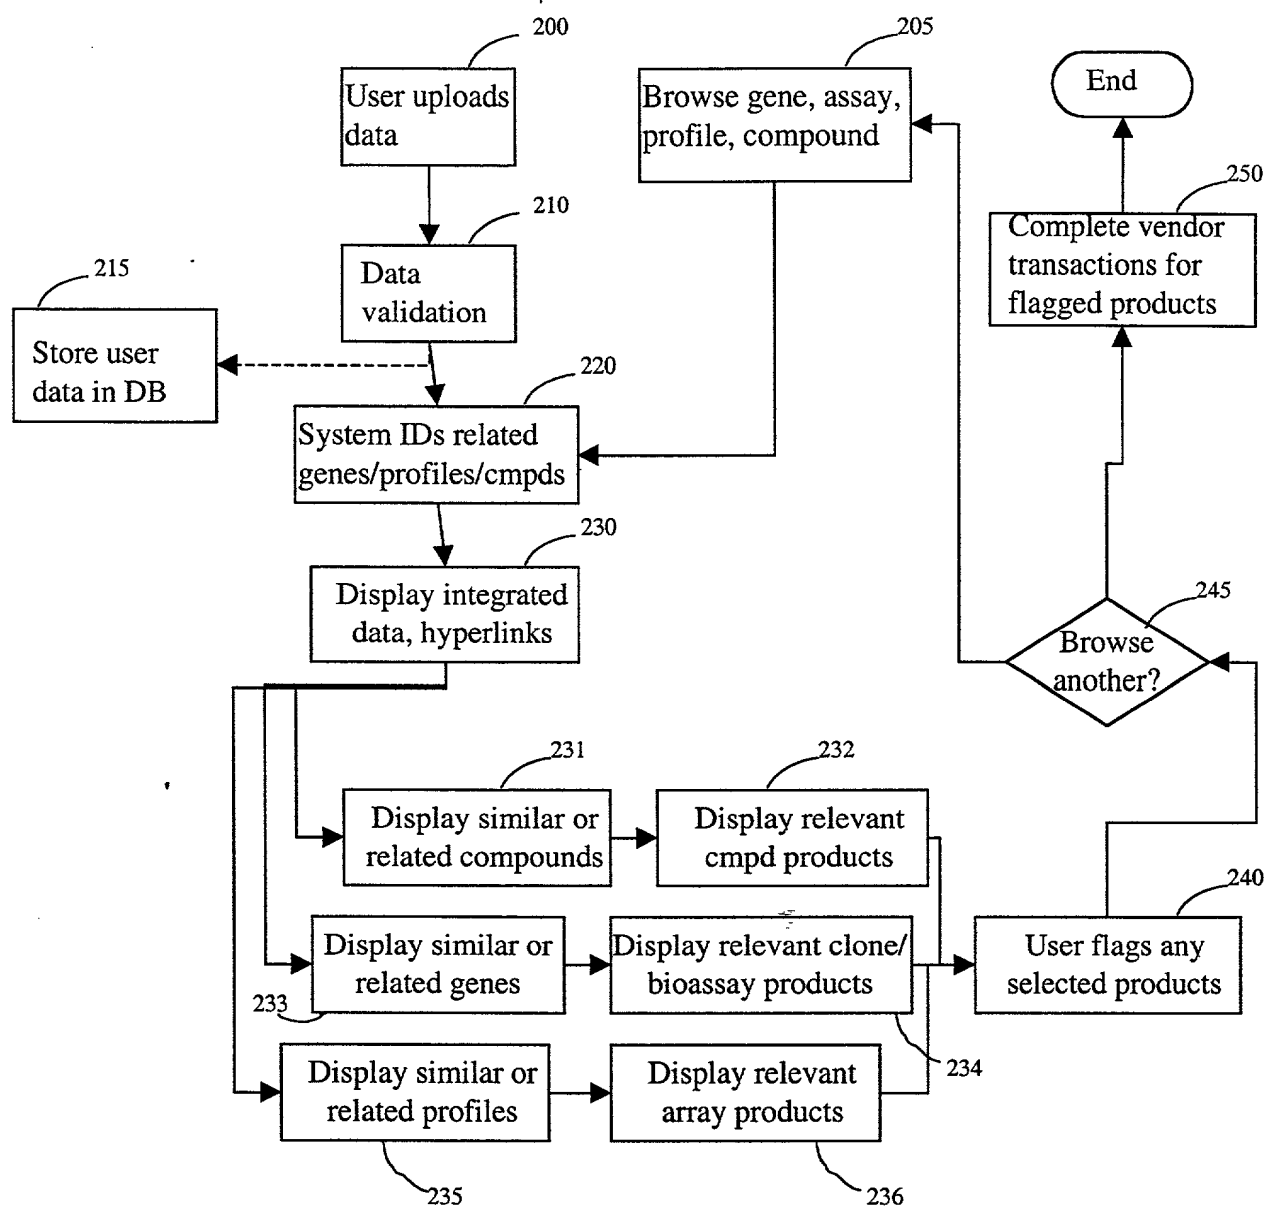 200
User uploads
data
205
Browse gene, assay,
profile, compound
End
210
Data
validation
250
Complete vendor
transactions for
flagged products
215
Store user
data in DB
220
System IDs related
genes/profiles/cmpds
230
Display integrated
data, hyperlinks
245
Browse
another?
231
Display similar or
related compounds
232
Display relevant
cmpd products
233
Display similar or
related genes
Display relevant clone/
bioassay products
234
240
User flags any
selected products
Display similar or
related profiles
235
Display relevant
array products
236